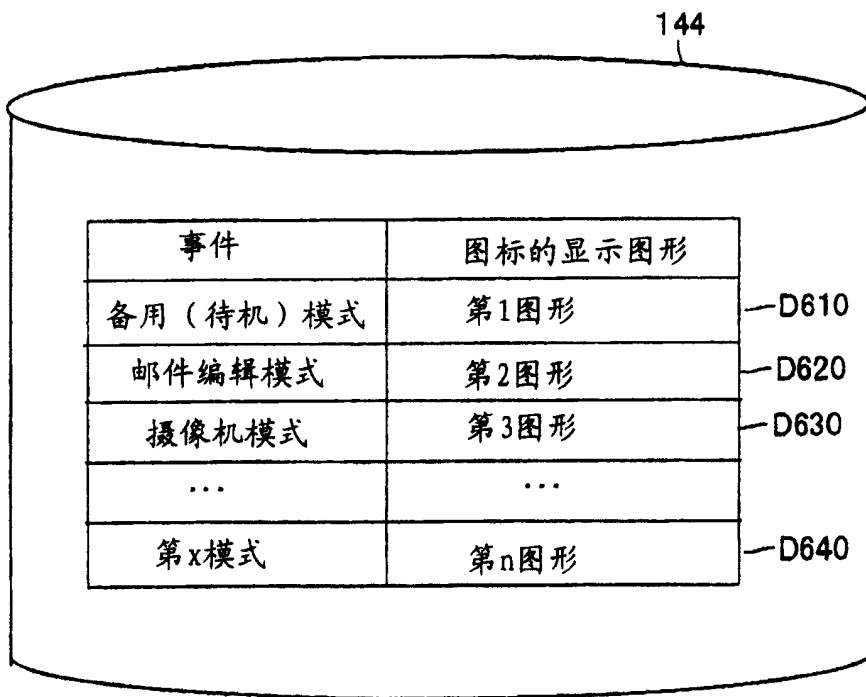 144
事件 图标的显示图形
备用（待机）模式 第1图形 D610
邮件编辑模式 第2图形 D620
摄像机模式 第3图形 D630
... ...
第x模式 第n图形 D640